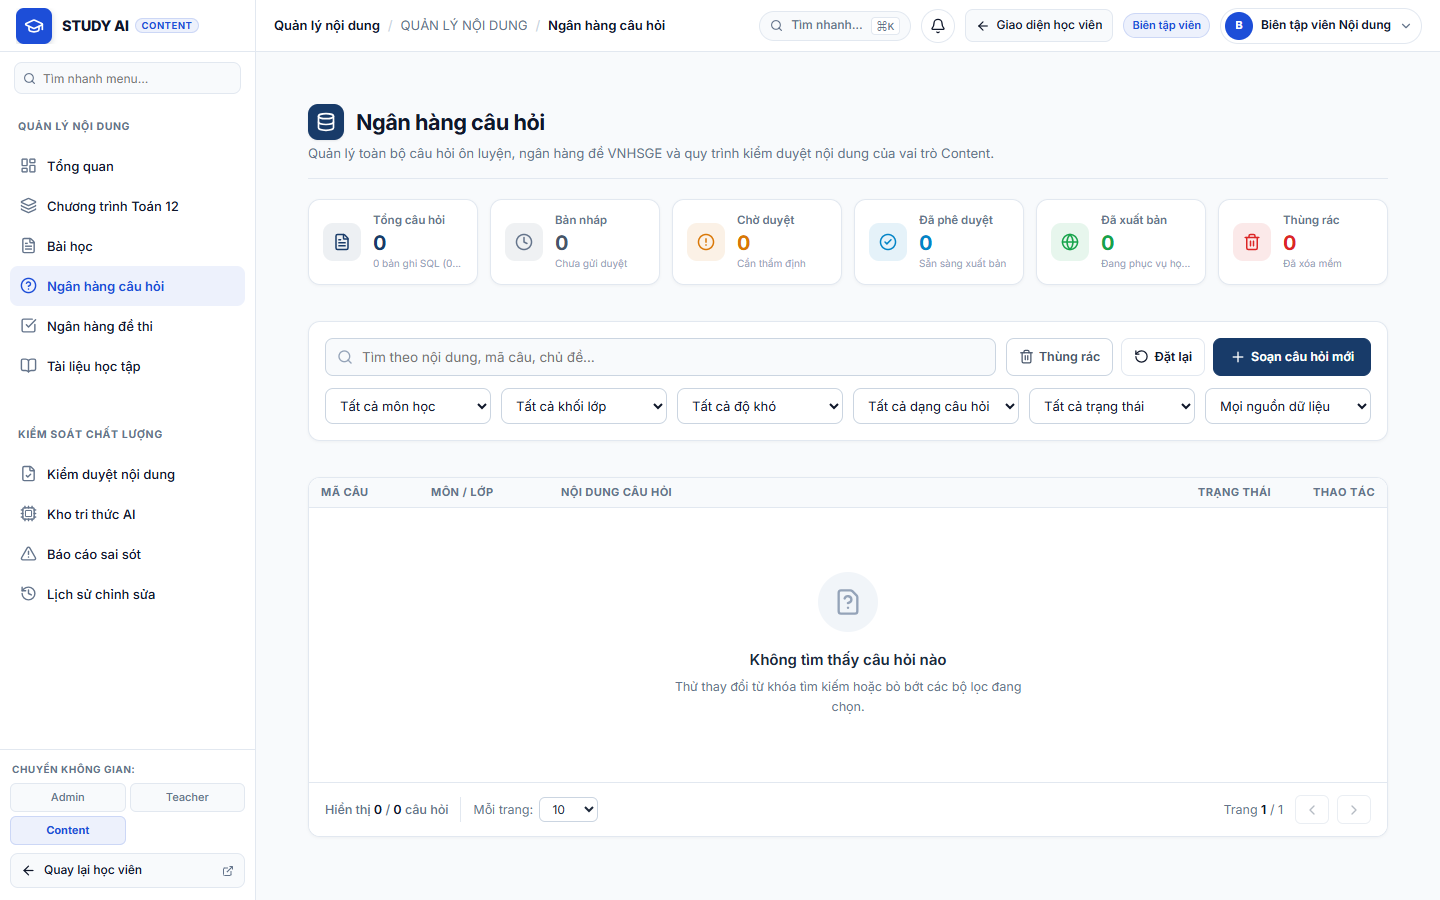 STUDY AI CONTENT
Tìm nhanh menu...
QUẢN LÝ NỘI DUNG
Tổng quan
Chương trình Toán 12
Bài học
Ngân hàng câu hỏi
Ngân hàng đề thi
Tài liệu học tập
KIỂM SOÁT CHẤT LƯỢNG
Kiểm duyệt nội dung
Kho tri thức AI
Báo cáo sai sót
Lịch sử chỉnh sửa
CHUYỂN KHÔNG GIAN:
Admin Teacher
Content
Quay lại học viên
Quản lý nội dung / QUẢN LÝ NỘI DUNG / Ngân hàng câu hỏi
Tìm nhanh... ⌘K
Giao diện học viên
Biên tập viên
B Biên tập viên Nội dung
Ngân hàng câu hỏi
Quản lý toàn bộ câu hỏi ôn luyện, ngân hàng đề VNHSGE và quy trình kiểm duyệt nội dung của vai trò Content.
Tổng câu hỏi
0
0 bản ghi SQL (0...
Bản nháp
0
Chưa gửi duyệt
Chờ duyệt
0
Cần thẩm định
Đã phê duyệt
0
Sẵn sàng xuất bản
Đã xuất bản
0
Đang phục vụ họ...
Thùng rác
0
Đã xóa mềm
Tìm theo nội dung, mã câu, chủ đề...
Thùng rác
Đặt lại
Soạn câu hỏi mới
Tất cả môn học Tất cả khối lớp Tất cả độ khó Tất cả dạng câu hỏi Tất cả trạng thái Mọi nguồn dữ liệu
MÃ CÂU MÔN / LỚP NỘI DUNG CÂU HỎI TRẠNG THÁI THAO TÁC
Không tìm thấy câu hỏi nào
Thử thay đổi từ khóa tìm kiếm hoặc bỏ bớt các bộ lọc đang
chọn.
Hiển thị 0 / 0 câu hỏi Mỗi trang: 10
Trang 1 / 1